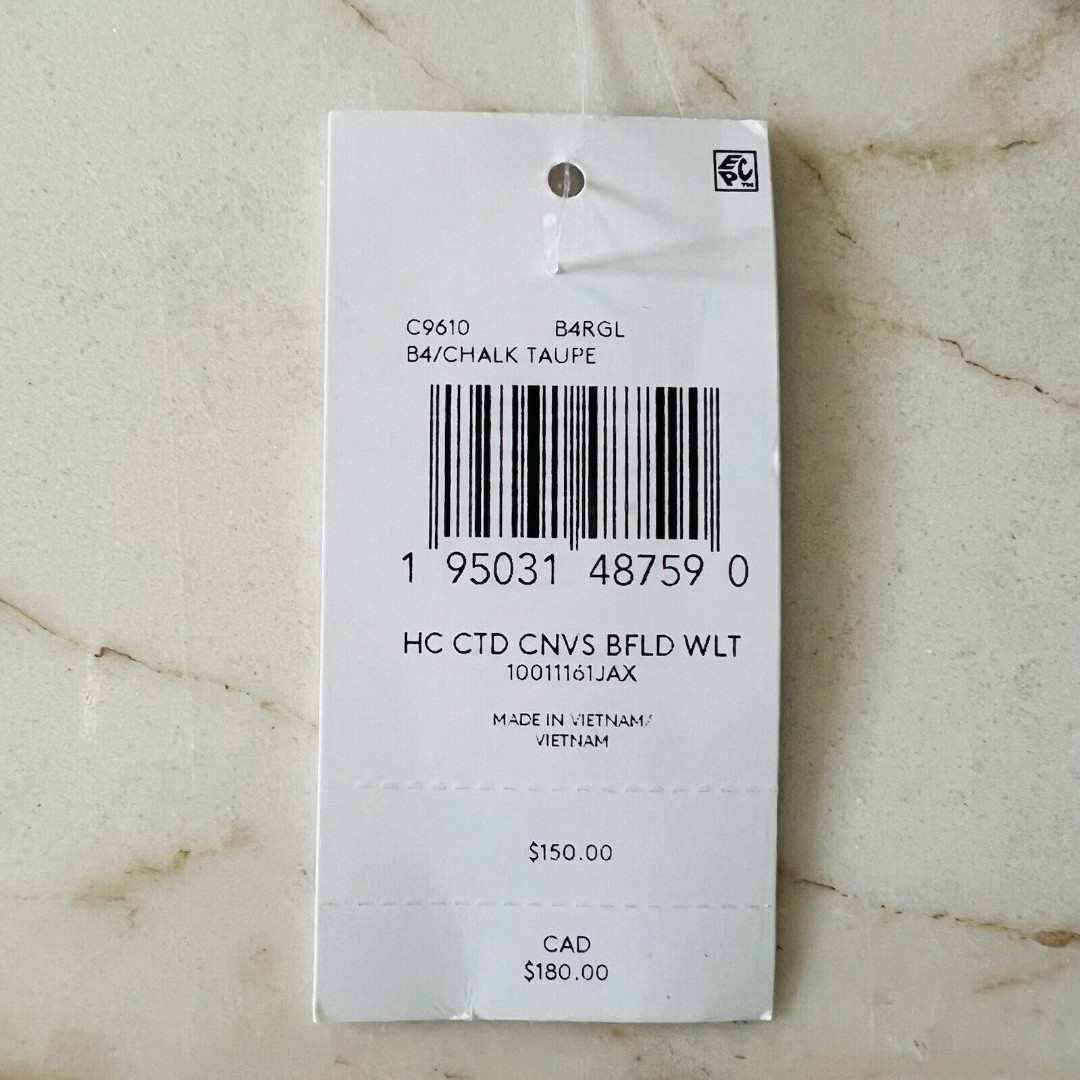 EPC™
C9610 B4RGL
B4/CHALK TAUPE
1 95031 48759 0
HC CTD CNVS BFLD WLT
10011161JAX
MADE IN VIETNAM/
VIETNAM
$150.00
CAD
$180.00